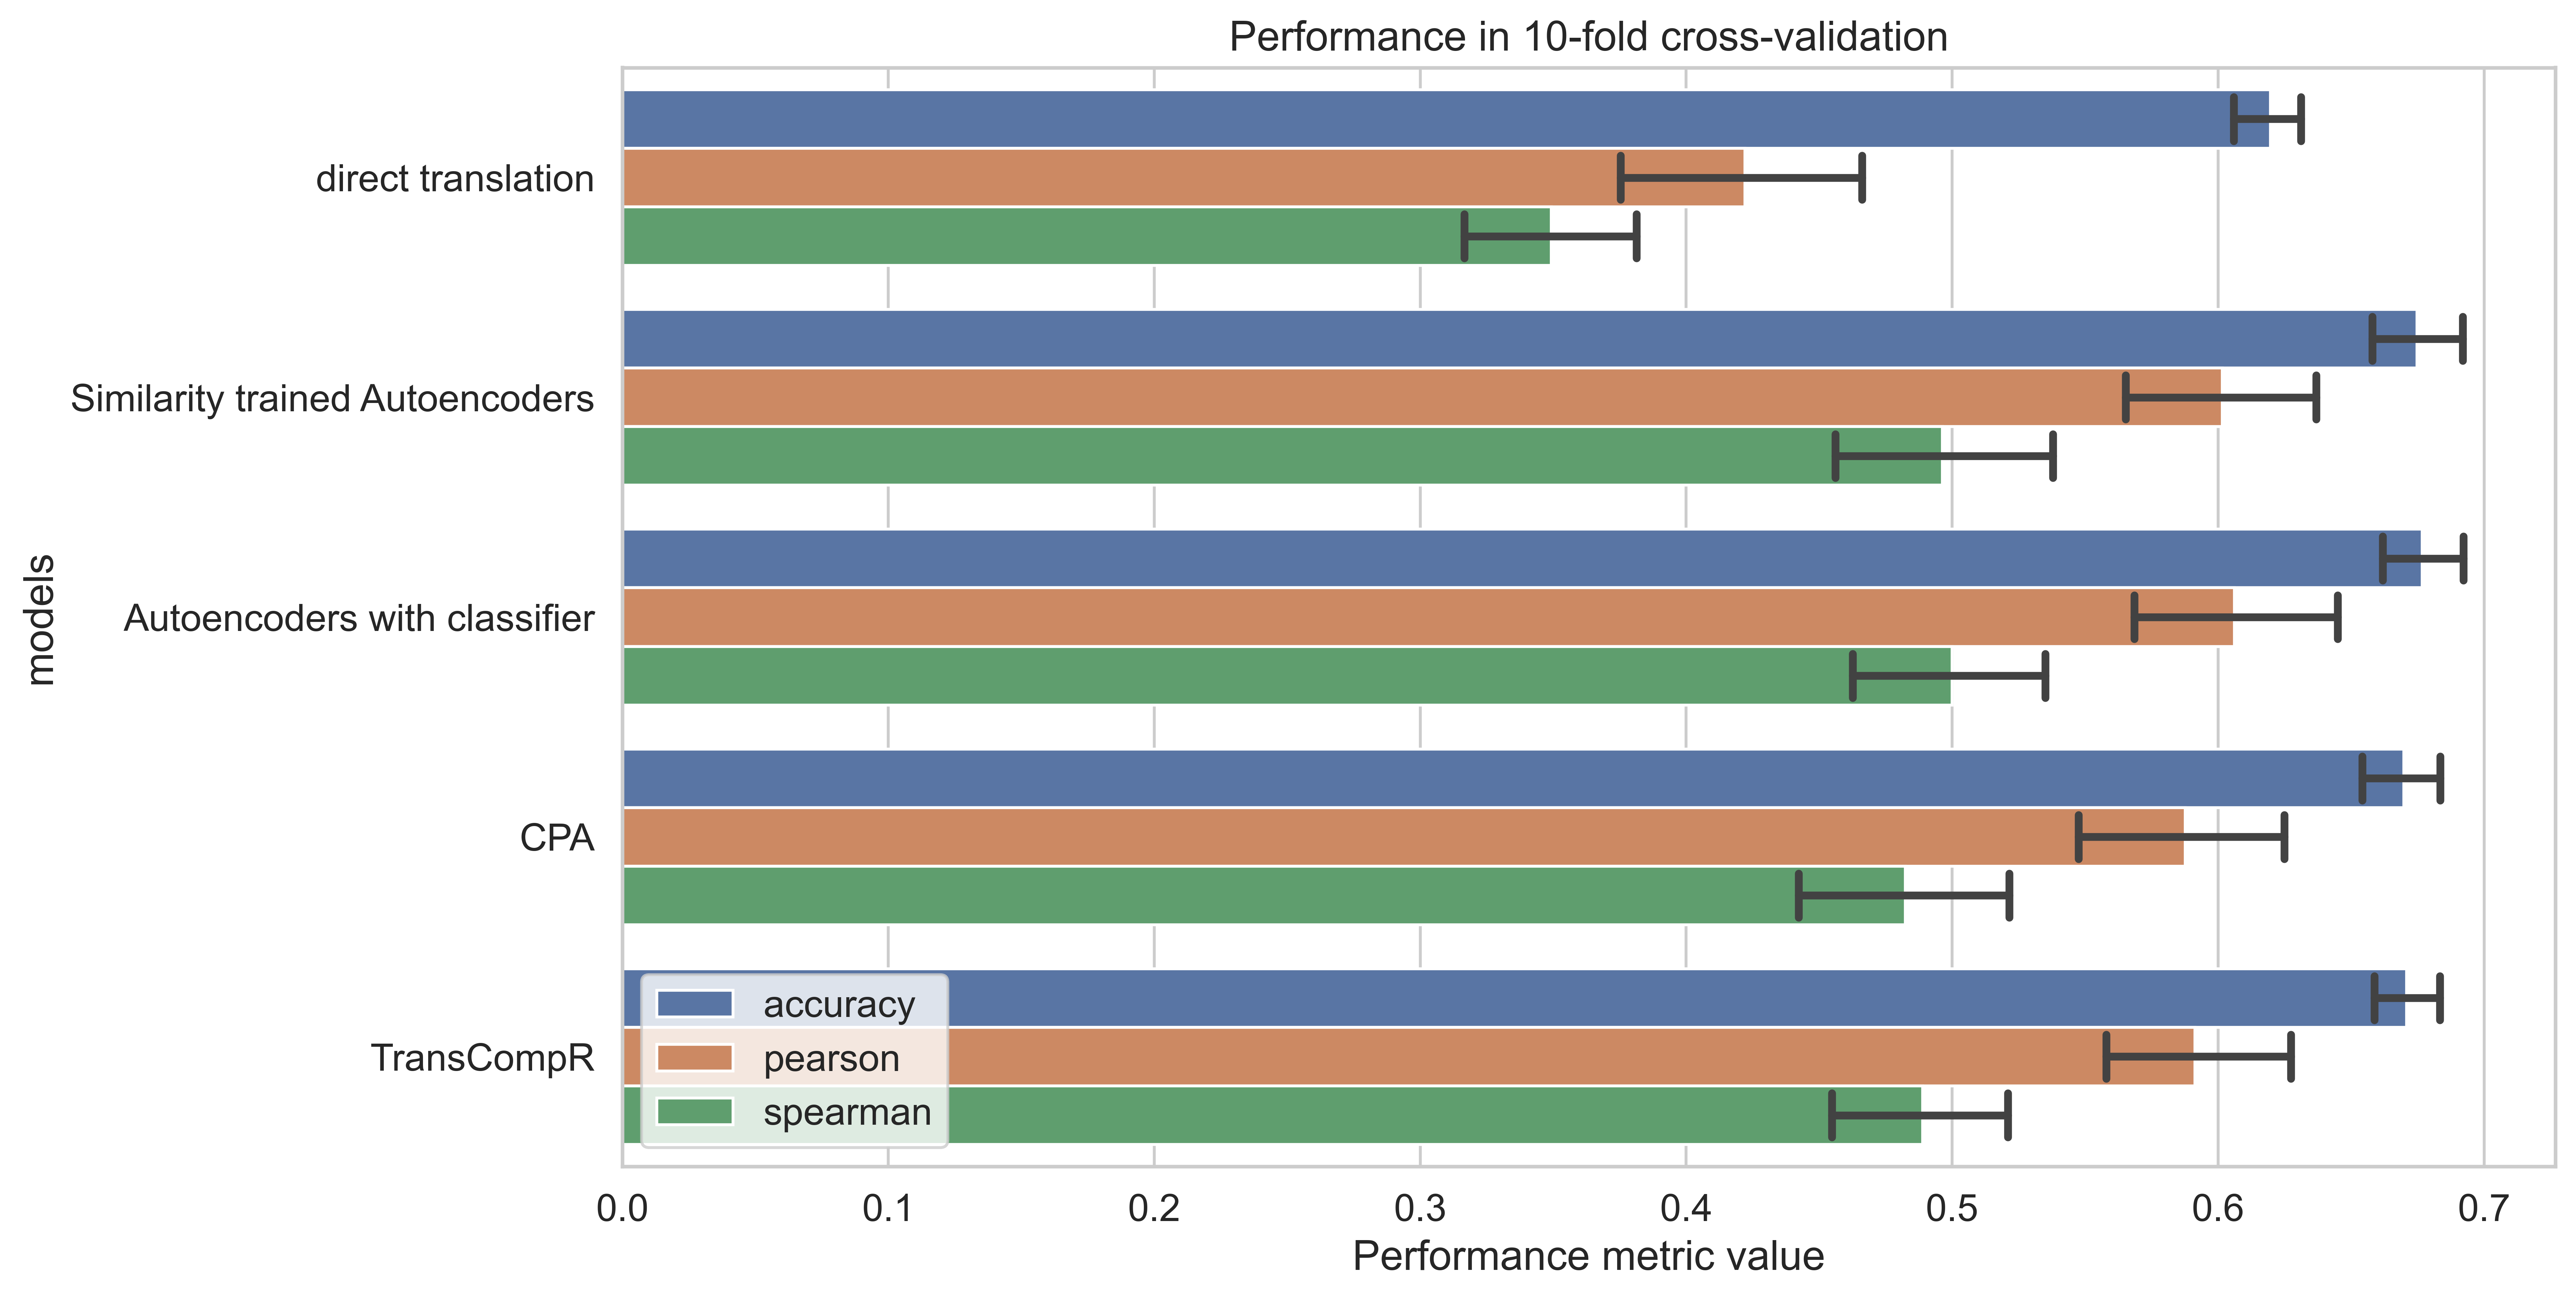 Performance in 10-fold cross-validation
models
direct translation
Similarity trained Autoencoders
Autoencoders with classifier
CPA
TransCompR
accuracy
pearson
spearman
0.0 0.1 0.2 0.3 0.4 0.5 0.6 0.7
Performance metric value